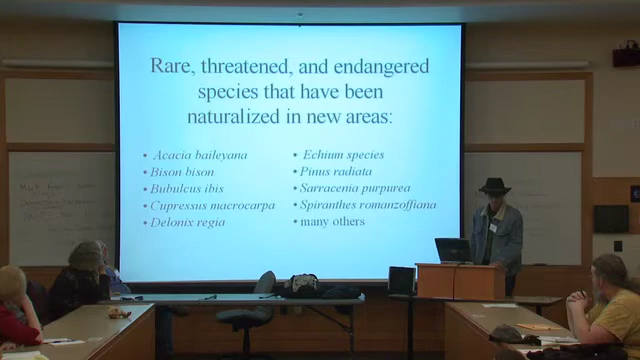 Rare, threatened, and endangered
species that have been
naturalized in new areas:
• Acacia baileyana
• Bison bison
• Bubulcus ibis
• Cupressus macrocarpa
• Delonix regia
• Echium species
• Pinus radiata
• Sarracenia purpurea
• Spiranthes romanzoffiana
• many others